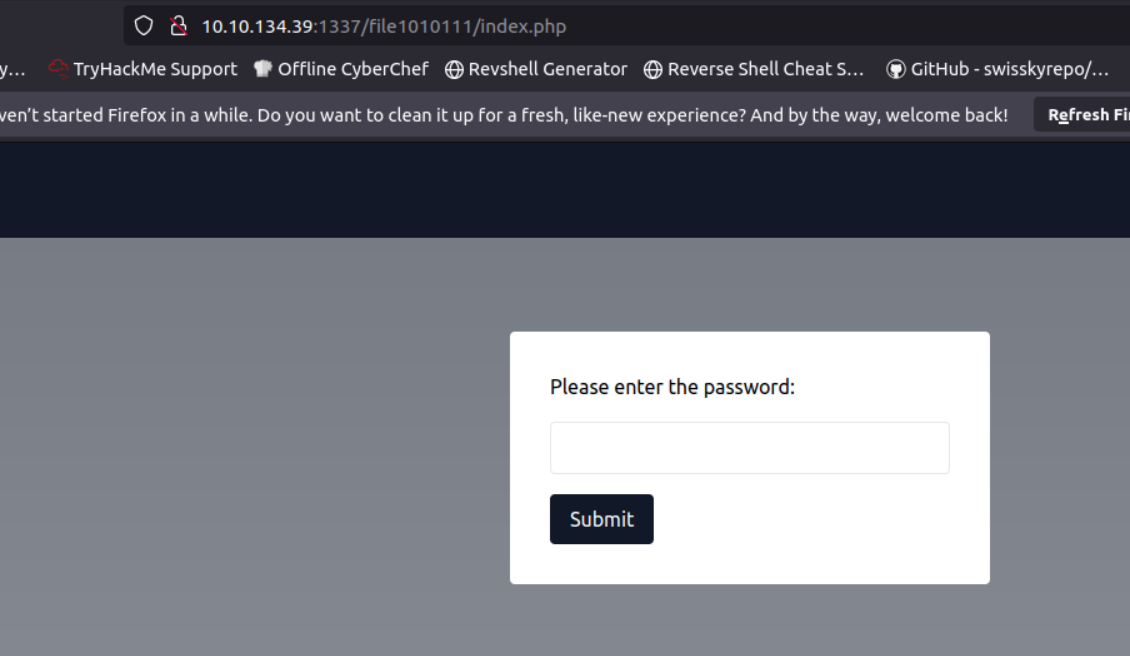 10.10.134.39:1337/file1010111/index.php
y... TryHackMe Support Offline CyberChef Revshell Generator Reverse Shell Cheat S... GitHub - swisskyrepo/...
ven't started Firefox in a while. Do you want to clean it up for a fresh, like-new experience? And by the way, welcome back! Refresh Fi
Please enter the password:
Submit